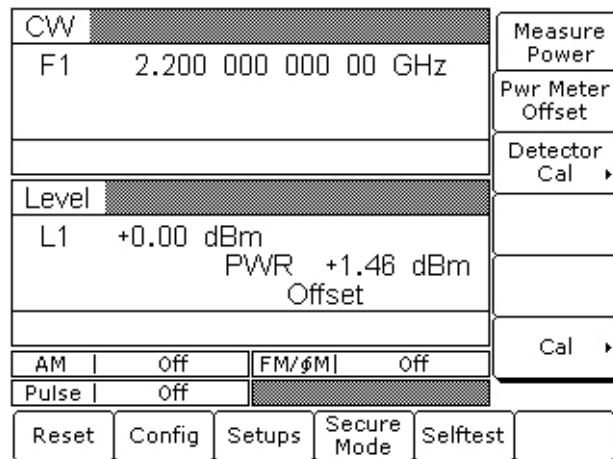 CW
F1 2.200 000 000 00 GHz
Level
L1 +0.00 dBm
PWR +1.46 dBm
Offset
AM | Off FM/ϕM| Off
Pulse | Off
Measure
Power
Pwr Meter
Offset
Detector
Cal
Cal
Reset Config Setups Secure Mode Selftest